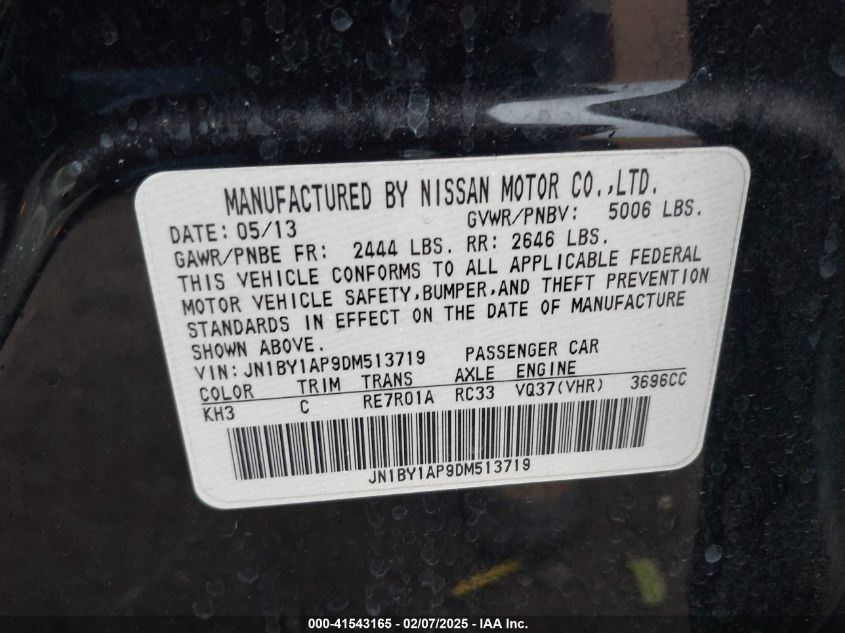 MANUFACTURED BY NISSAN MOTOR CO.,LTD.
DATE: 05/13 GVWR/PNBV: 5006 LBS.
GAWR/PNBE FR: 2444 LBS. RR: 2646 LBS.
THIS VEHICLE CONFORMS TO ALL APPLICABLE FEDERAL
MOTOR VEHICLE SAFETY,BUMPER,AND THEFT PREVENTION
STANDARDS IN EFFECT ON THE DATE OF MANUFACTURE
SHOWN ABOVE.
VIN:JN1BY1AP9DM513719 PASSENGER CAR
COLOR TRIM TRANS AXLE ENGINE
KH3 C RE7R01A RC33 VQ37(VHR) 3696CC
JN1BY1AP9DM513719
000-41543165 - 02/07/2025 - IAA Inc.